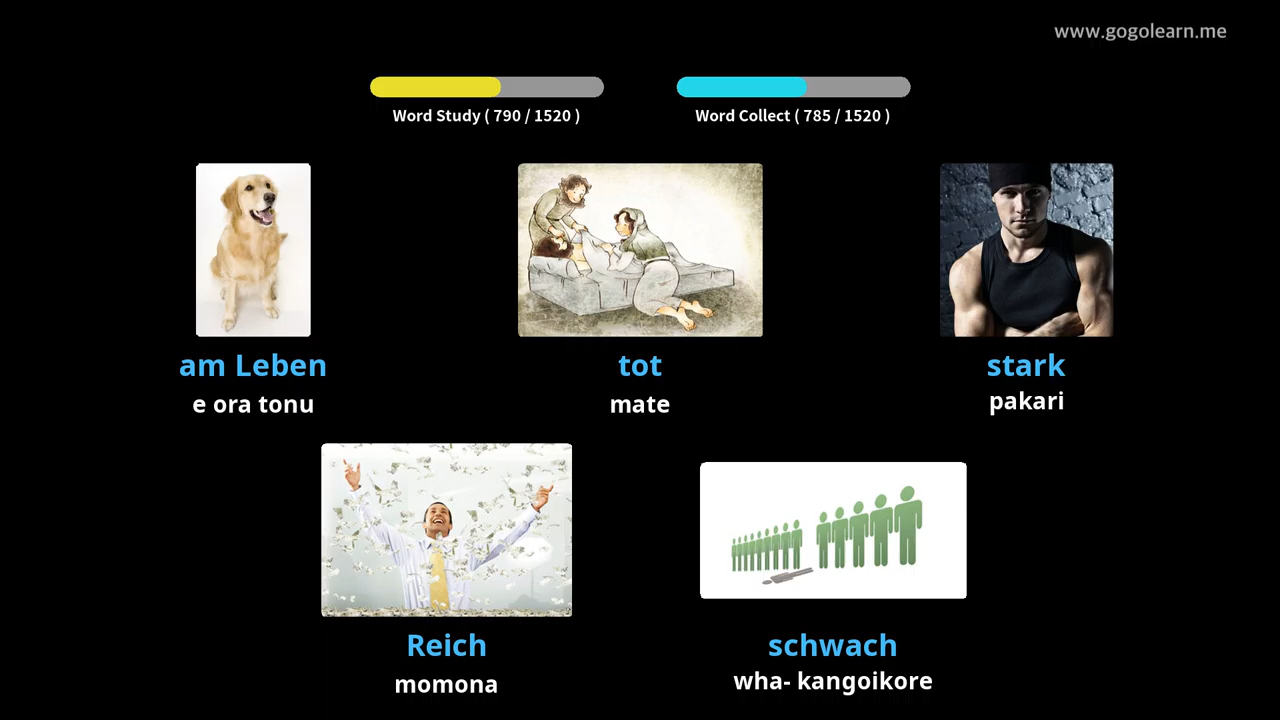 www.gogolearn.me
Word Study ( 790 / 1520 )
Word Collect ( 785 / 1520 )
am Leben
e ora tonu
tot
mate
stark
pakari
Reich
momona
schwach
wha- kangoikore